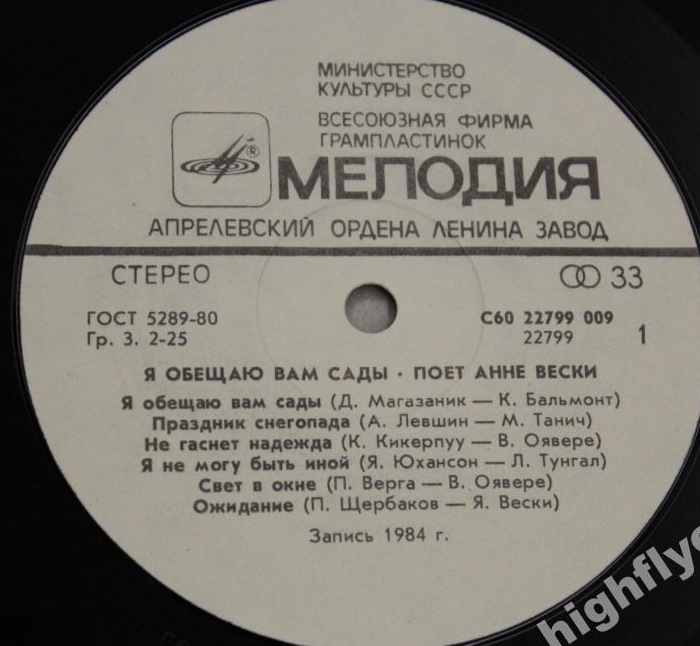 МИНИСТЕРСТВО
КУЛЬТУРЫ СССР
ВСЕСОЮЗНАЯ ФИРМА
ГРАМПЛАСТИНОК
МЕЛОДИЯ
®
АПРЕЛЕВСКИЙ ОРДЕНА ЛЕНИНА ЗАВОД
СТЕРЕО
33
ГОСТ 5289-80
С60 22799 009
Гр. 3. 2-25
22799
1
Я ОБЕЩАЮ ВАМ САДЫ · ПОЕТ АННЕ ВЕСКИ
Я обещаю вам сады (Д. Магазаник — К. Бальмонт)
Праздник снегопада (А. Левшин — М. Танич)
Не гаснет надежда (К. Кикерпуу — В. Оявере)
Я не могу быть иной (Я. Юхансон — Л. Тунгал)
Свет в окне (П. Верга — В. Оявере)
Ожидание (П. Щербаков — Я. Вески)
Запись 1984 г.